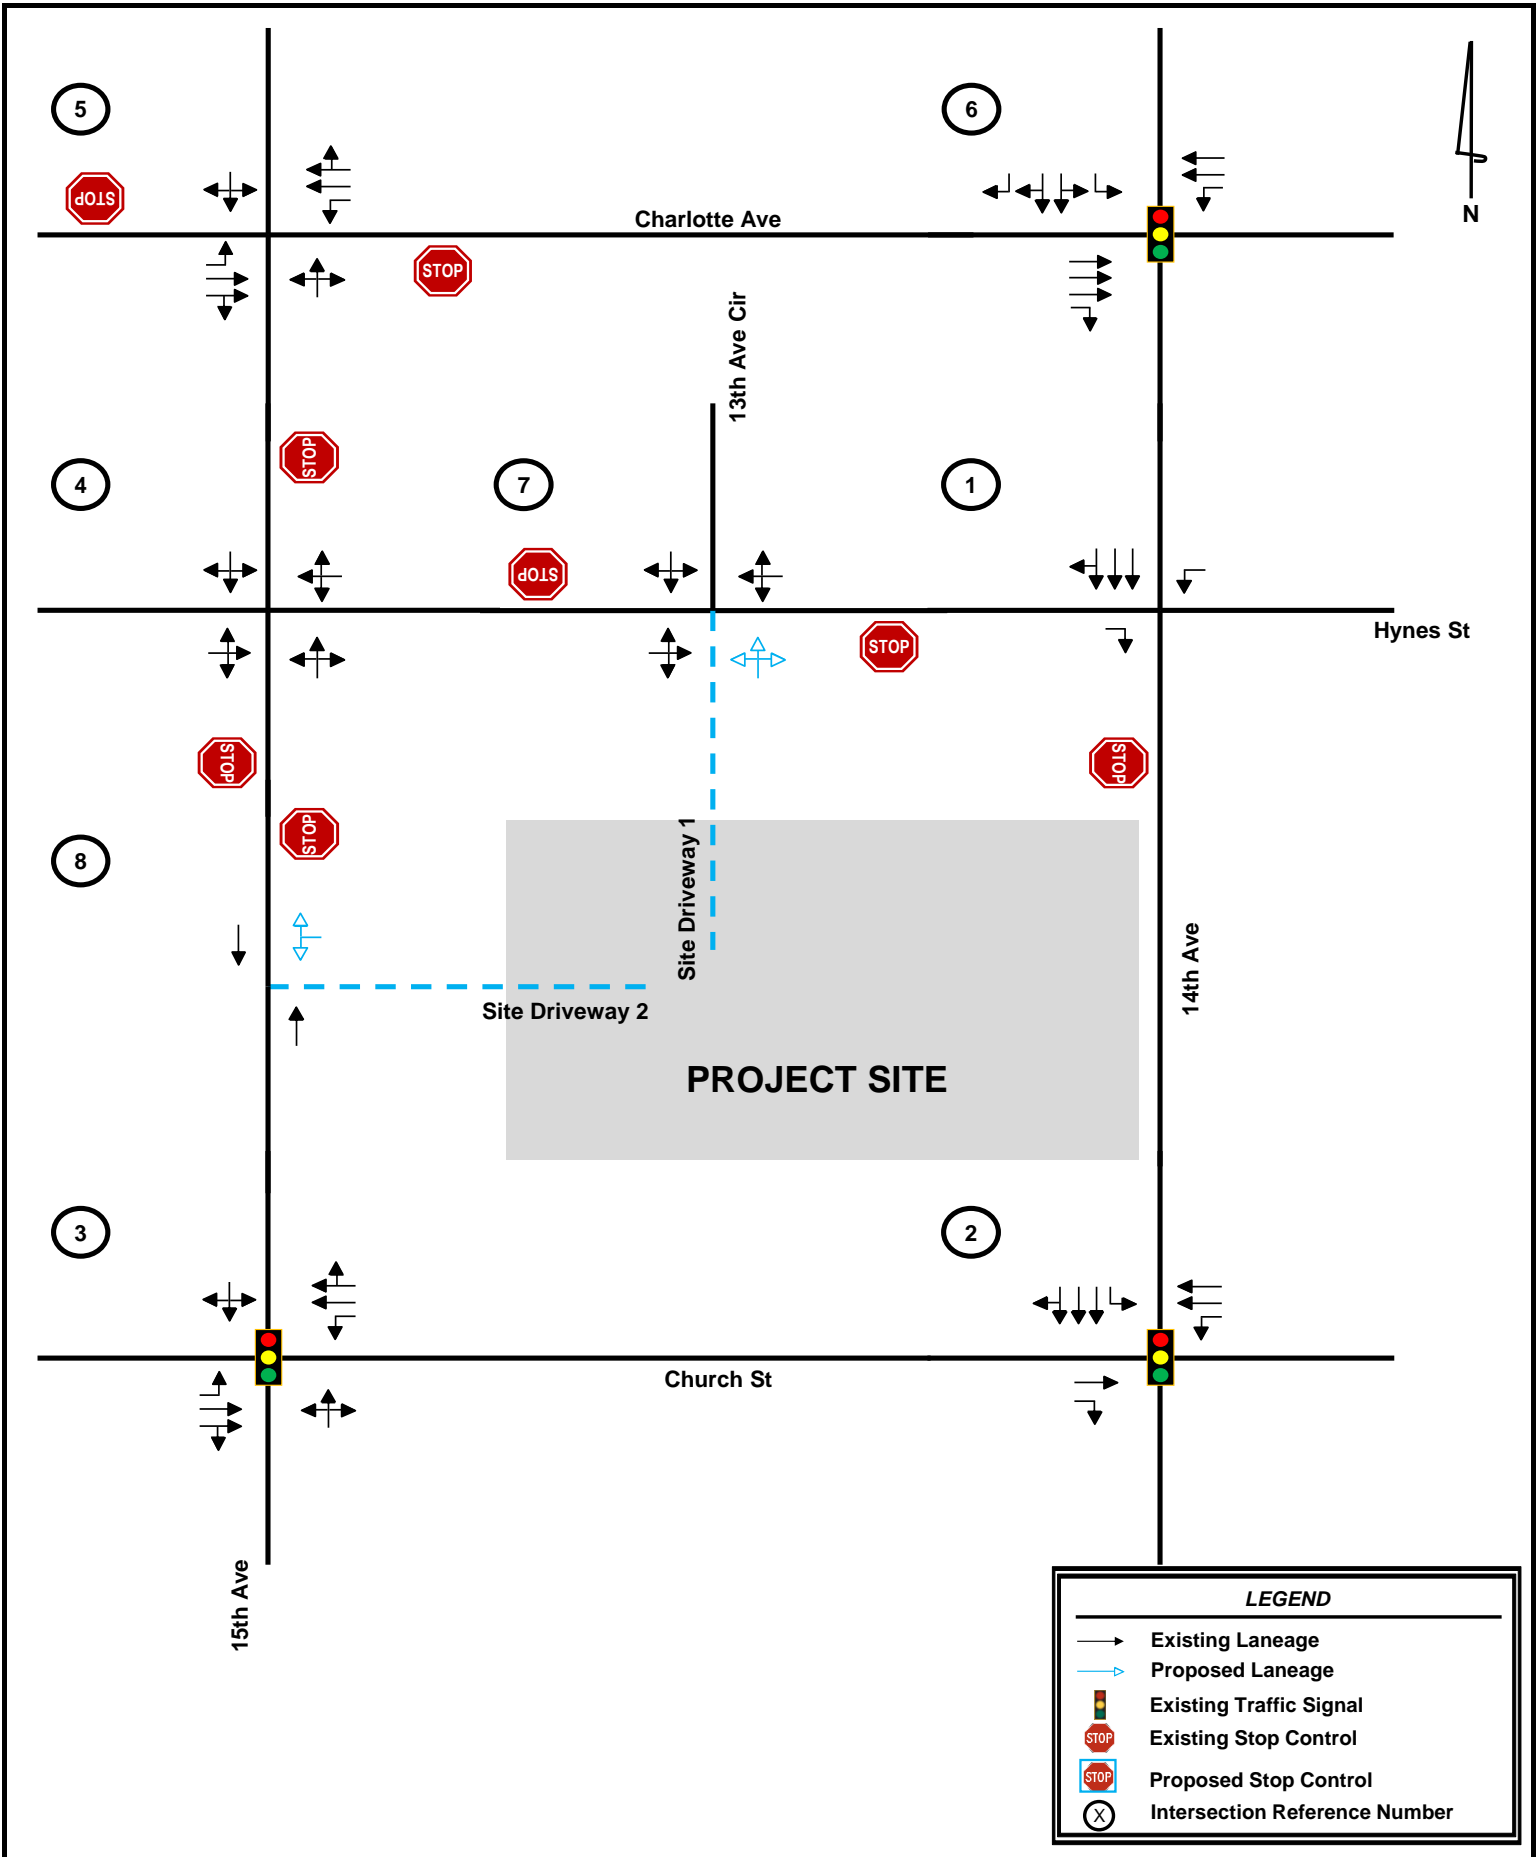 5
6
STOP
Charlotte Ave
N
STOP
13th Ave Cir
STOP
4
7
1
STOP
Hynes St
STOP
STOP
STOP
STOP
8
Site Driveway 1
14th Ave
Site Driveway 2
PROJECT SITE
3
2
Church St
15th Ave
LEGEND
Existing Laneage
Proposed Laneage
Existing Traffic Signal
STOP Existing Stop Control
STOP Proposed Stop Control
X Intersection Reference Number